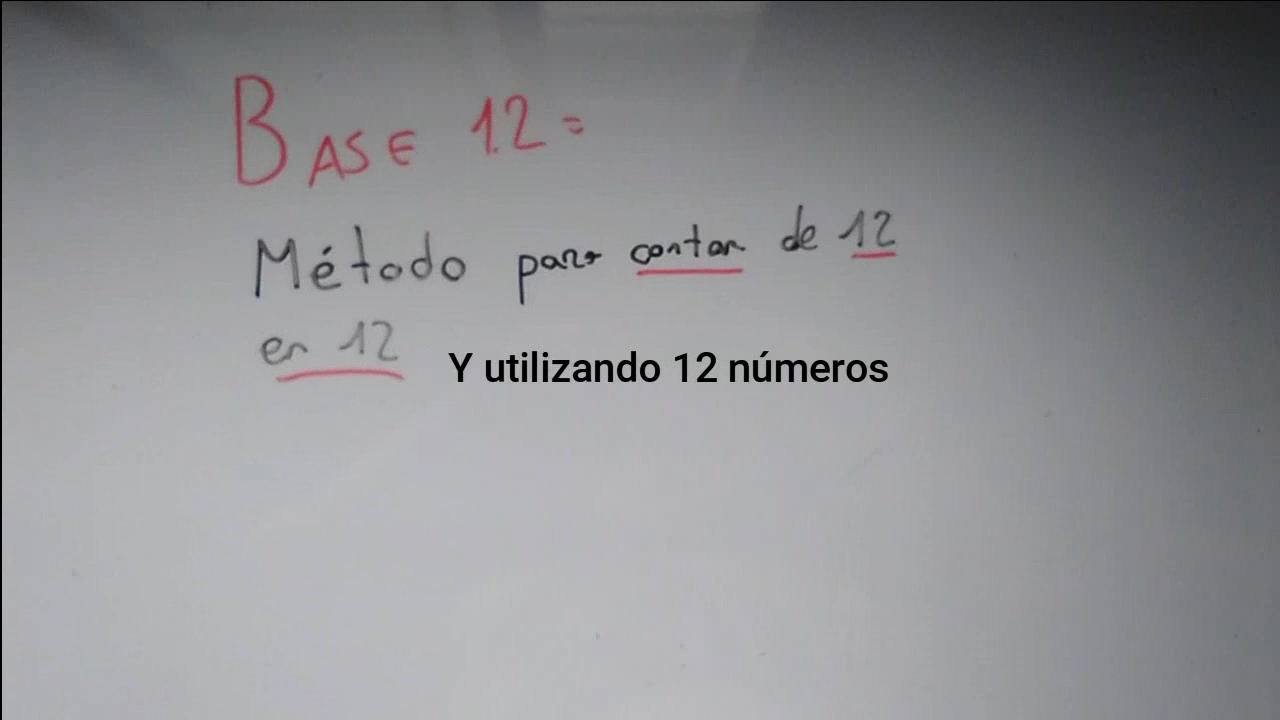 BASE 12=
Método para contar de 12
en 12 Y utilizando 12 números